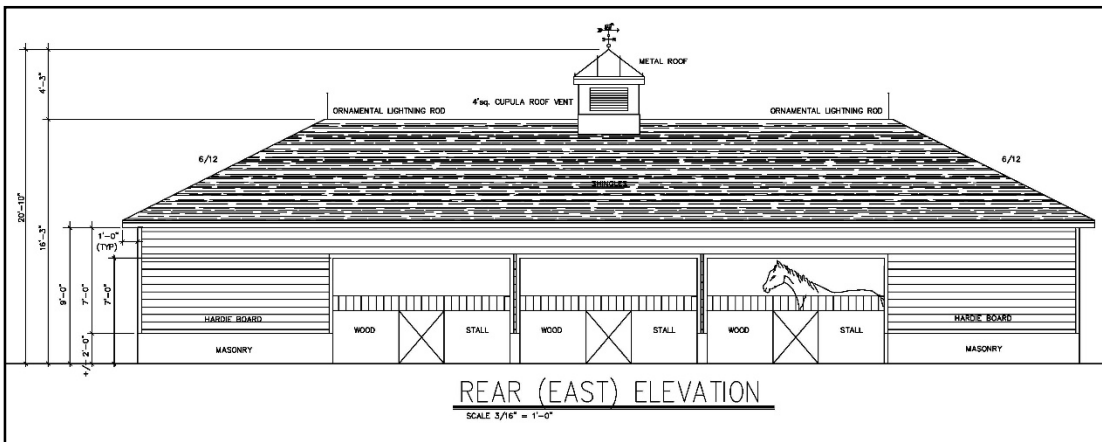 METAL ROOF
4'-3"
4'sq. CUPULA ROOF VENT
ORNAMENTAL LIGHTNING ROD
ORNAMENTAL LIGHTNING ROD
6/12
6/12
SHINGLES
20'-10"
16'-3"
1'-0"
(TYP)
9'-0"
7'-0"
7'-0"
HARDIE BOARD
HARDIE BOARD
WOOD
STALL
WOOD
STALL
WOOD
STALL
+/- 2'-0"
MASONRY
MASONRY
REAR (EAST) ELEVATION
SCALE 3/16" = 1'-0"